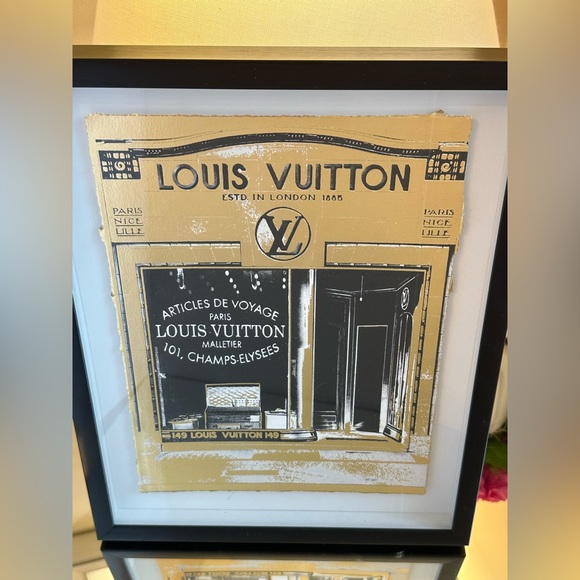 LOUIS VUITTON
ESTD. IN LONDON 1885
PARIS
NICE
LILLE
PARIS
NICE
LILLE
LV
ARTICLES DE VOYAGE
PARIS
LOUIS VUITTON
MALLETIER
101, CHAMPS-ELYSEES
149 LOUIS VUITTON 149